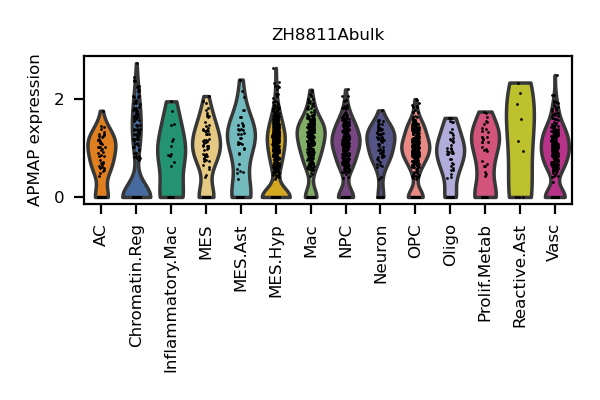 ZH8811Abulk
APMAP expression
2
0
AC
Chromatin.Reg
Inflammatory.Mac
MES
MES.Ast
MES.Hyp
Mac
NPC
Neuron
OPC
Oligo
Prolif.Metab
Reactive.Ast
Vasc